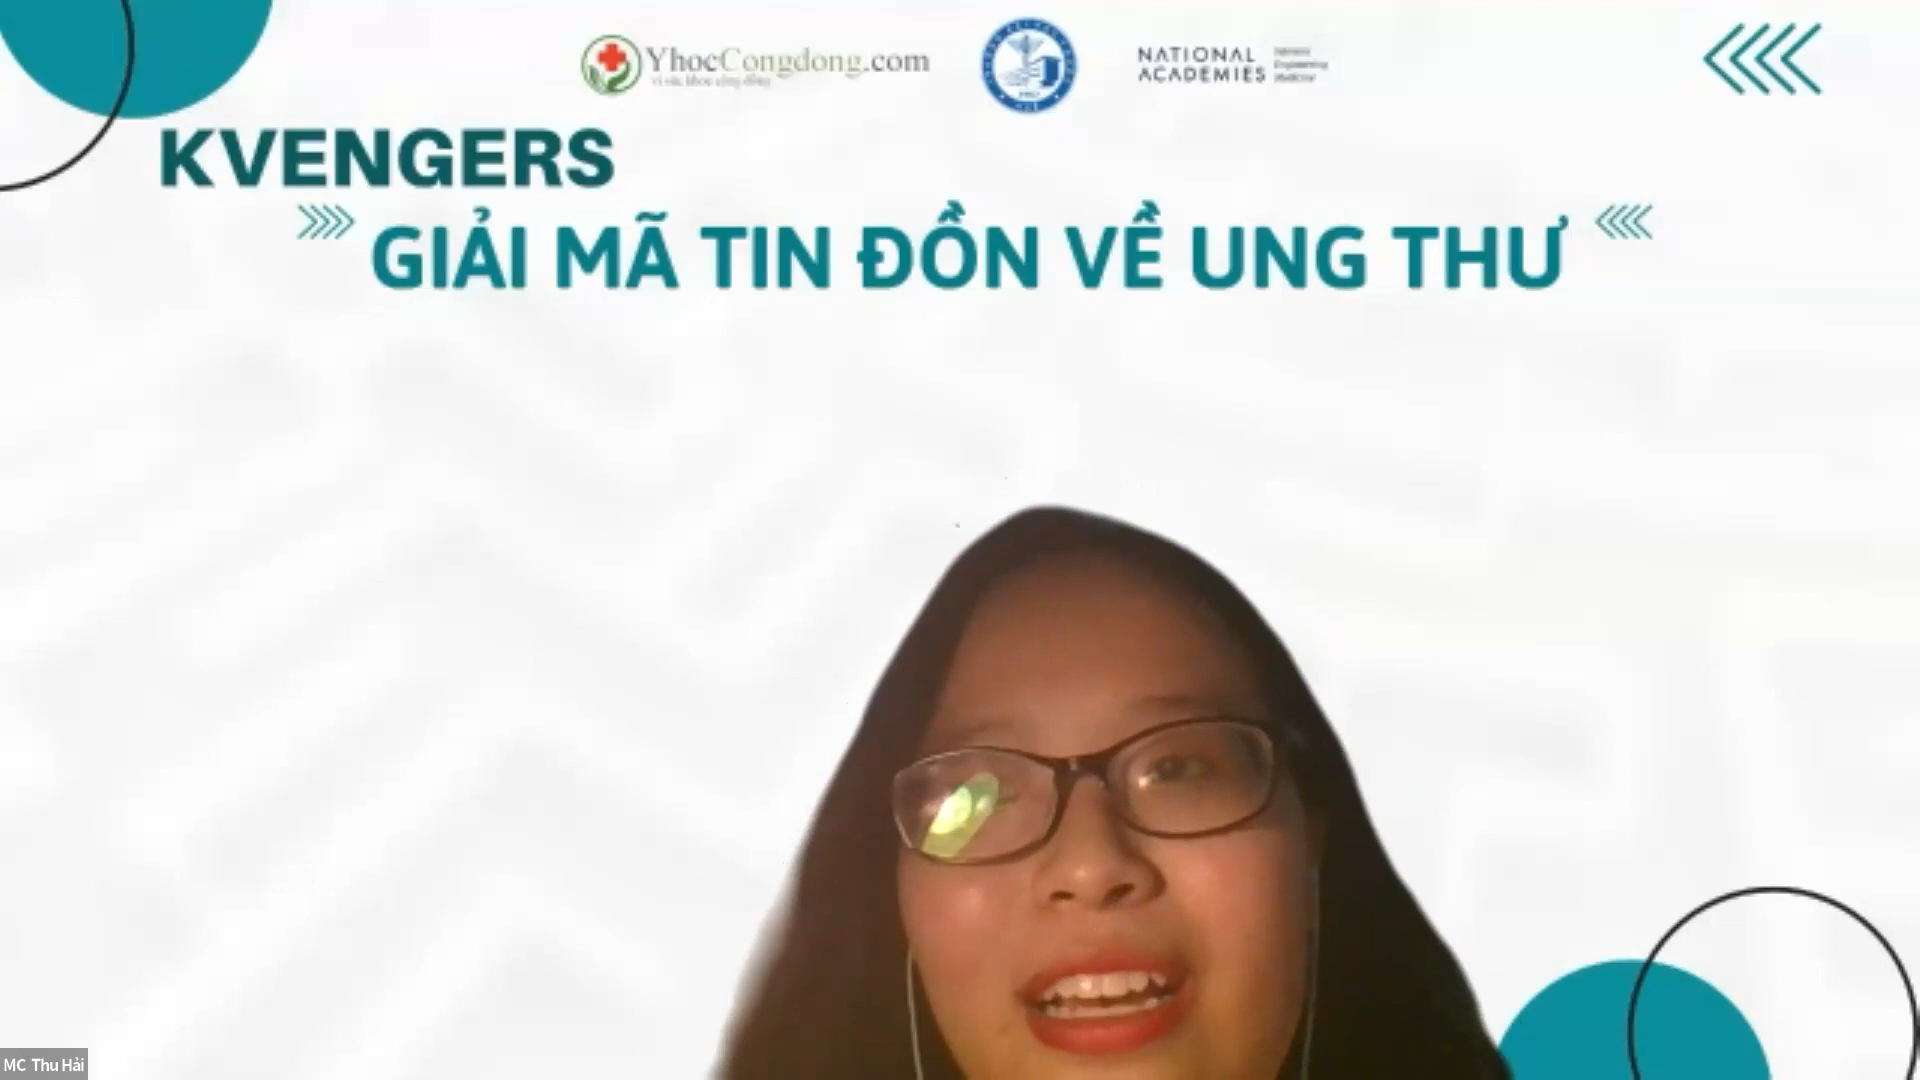 YhocCongdong.com
NATIONAL
ACADEMIES
KVENGERS
GIẢI MÃ TIN ĐỒN VỀ UNG THƯ
MC Thu Hải